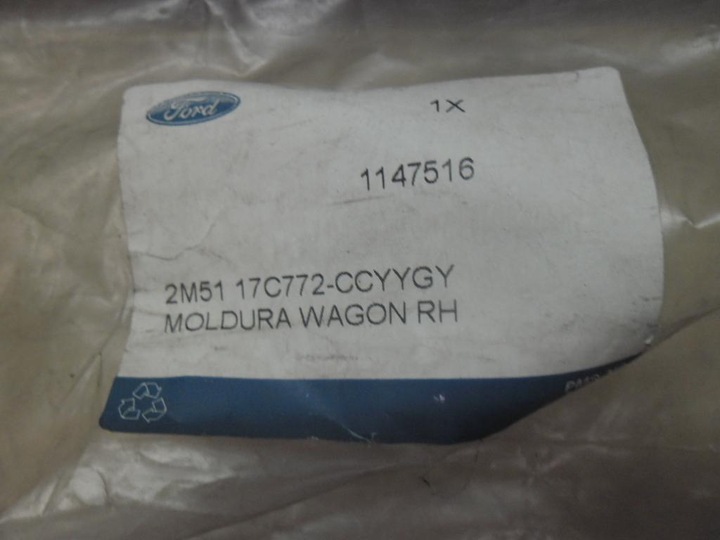 Ford
1X
1147516
2M51 17C772-CCYYGY
MOLDURA WAGON RH